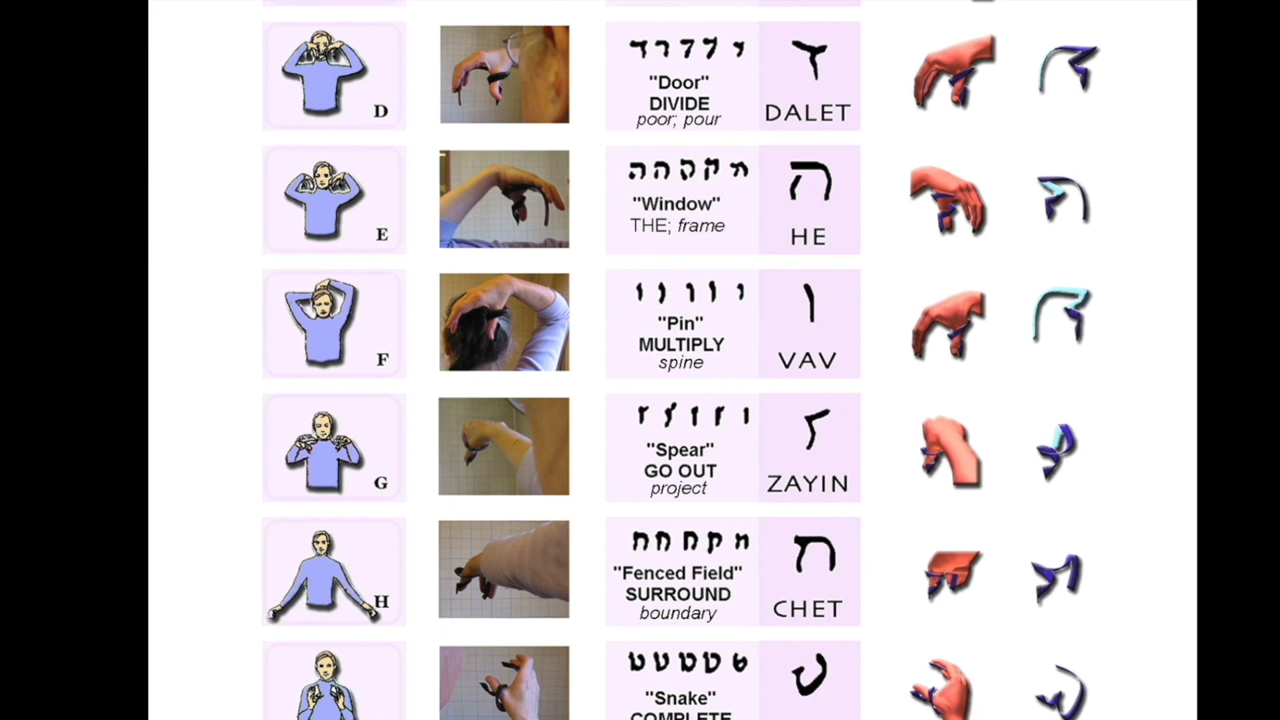 D
ד ד ד ד ד
"Door"
DIVIDE
poor; pour
ד
DALET
E
ה ה ה ה ה
"Window"
THE; frame
ה
HE
F
ו ו ו ו ו
"Pin"
MULTIPLY
spine
ו
VAV
G
ז ז ז ז ז
"Spear"
GO OUT
project
ז
ZAYIN
H
ח ח ח ח ח
"Fenced Field"
SURROUND
boundary
ח
CHET
ט ט ט ט ט
"Snake"
COMPLETE
ט